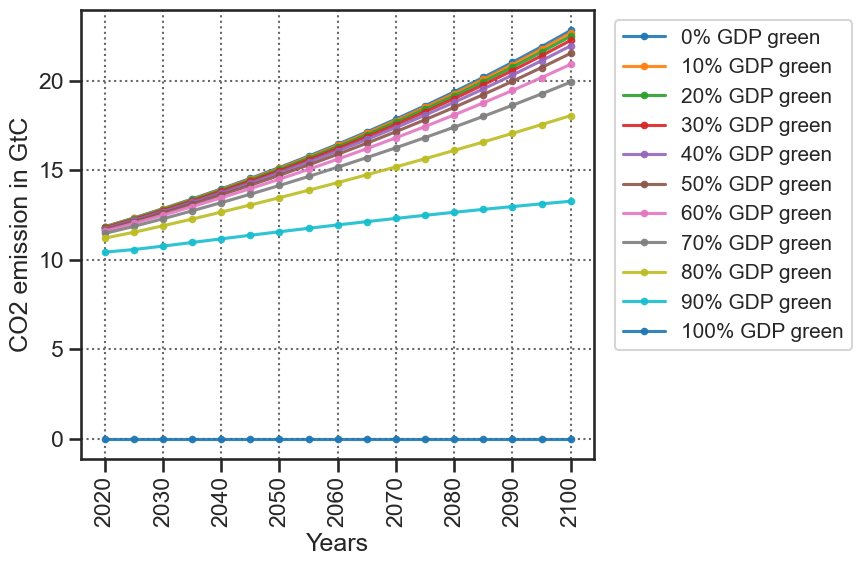 CO2 emission in GtC
20
15
10
5
0
2020
2030
2040
2050
2060
2070
2080
2090
2100
Years
0% GDP green
10% GDP green
20% GDP green
30% GDP green
40% GDP green
50% GDP green
60% GDP green
70% GDP green
80% GDP green
90% GDP green
100% GDP green